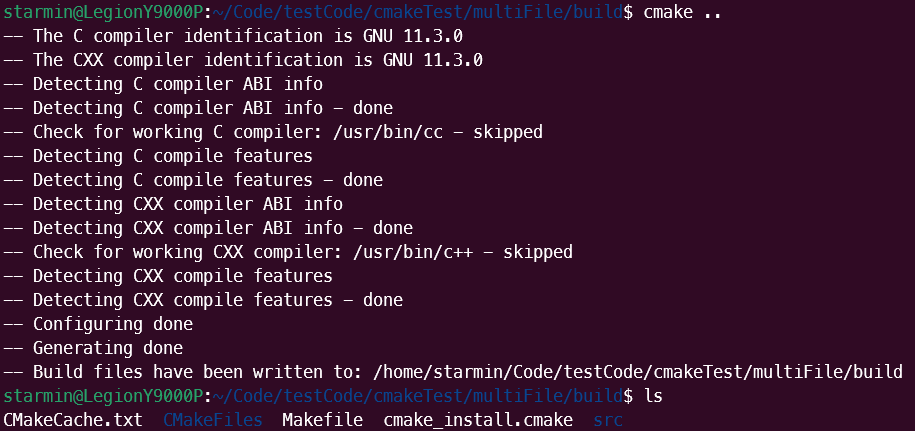 starmin@LegionY9000P:~/Code/testCode/cmakeTest/multiFile/build$ cmake ..
-- The C compiler identification is GNU 11.3.0
-- The CXX compiler identification is GNU 11.3.0
-- Detecting C compiler ABI info
-- Detecting C compiler ABI info - done
-- Check for working C compiler: /usr/bin/cc - skipped
-- Detecting C compile features
-- Detecting C compile features - done
-- Detecting CXX compiler ABI info
-- Detecting CXX compiler ABI info - done
-- Check for working CXX compiler: /usr/bin/c++ - skipped
-- Detecting CXX compile features
-- Detecting CXX compile features - done
-- Configuring done
-- Generating done
-- Build files have been written to: /home/starmin/Code/testCode/cmakeTest/multiFile/build
starmin@LegionY9000P:~/Code/testCode/cmakeTest/multiFile/build$ ls
CMakeCache.txt  CMakeFiles  Makefile  cmake_install.cmake  src